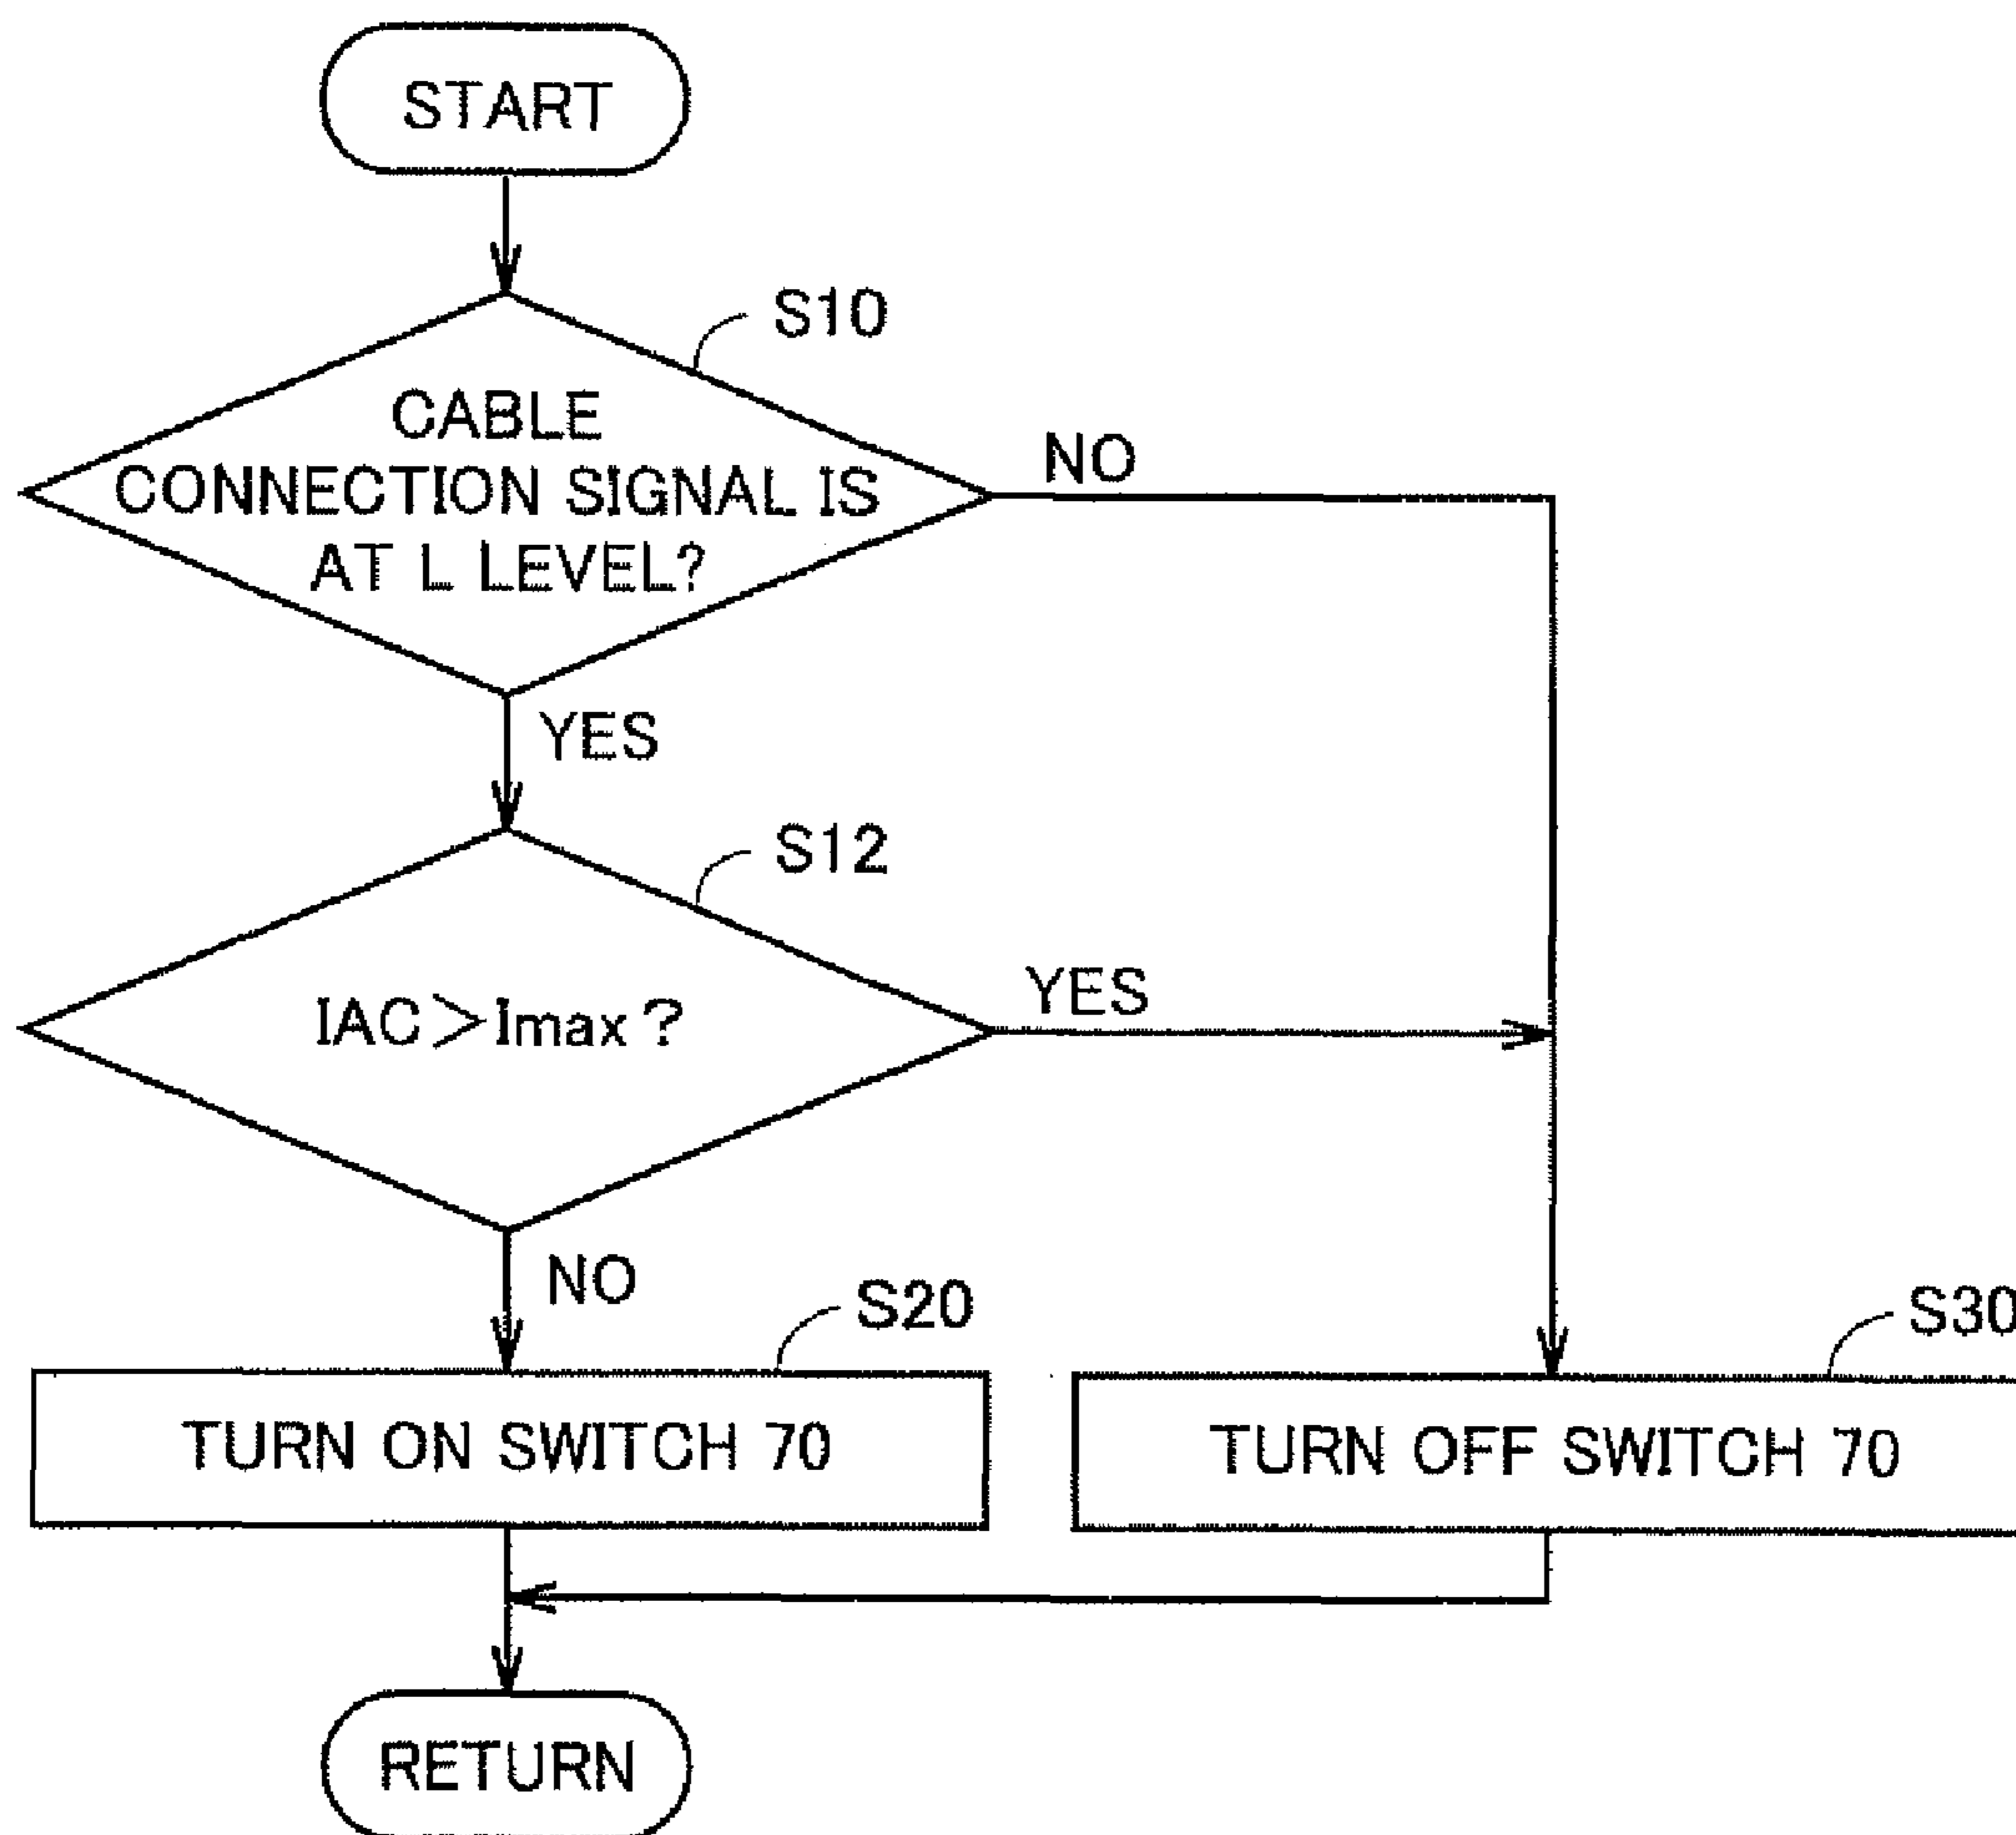 START
S10
CABLE
CONNECTION SIGNAL IS
AT L LEVEL?
NO
YES
S12
IAC>Imax?
YES
NO
S20
S30
TURN ON SWITCH 70
TURN OFF SWITCH 70
RETURN